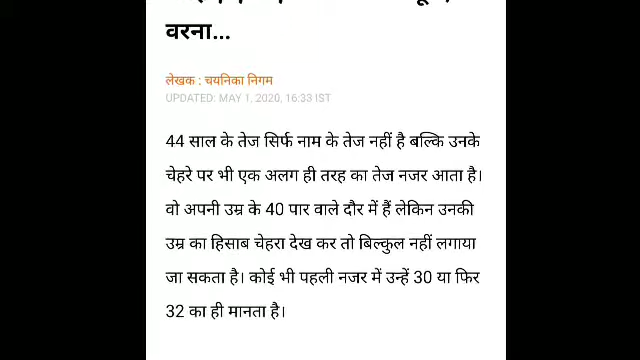 वरना...
लेखक : चयनिका निगम
UPDATED: MAY 1, 2020, 16:33 IST
44 साल के तेज सिर्फ नाम के तेज नहीं है बल्कि उनके
चेहरे पर भी एक अलग ही तरह का तेज नजर आता है।
वो अपनी उम्र के 40 पार वाले दौर में हैं लेकिन उनकी
उम्र का हिसाब चेहरा देख कर तो बिल्कुल नहीं लगाया
जा सकता है। कोई भी पहली नजर में उन्हें 30 या फिर
32 का ही मानता है।